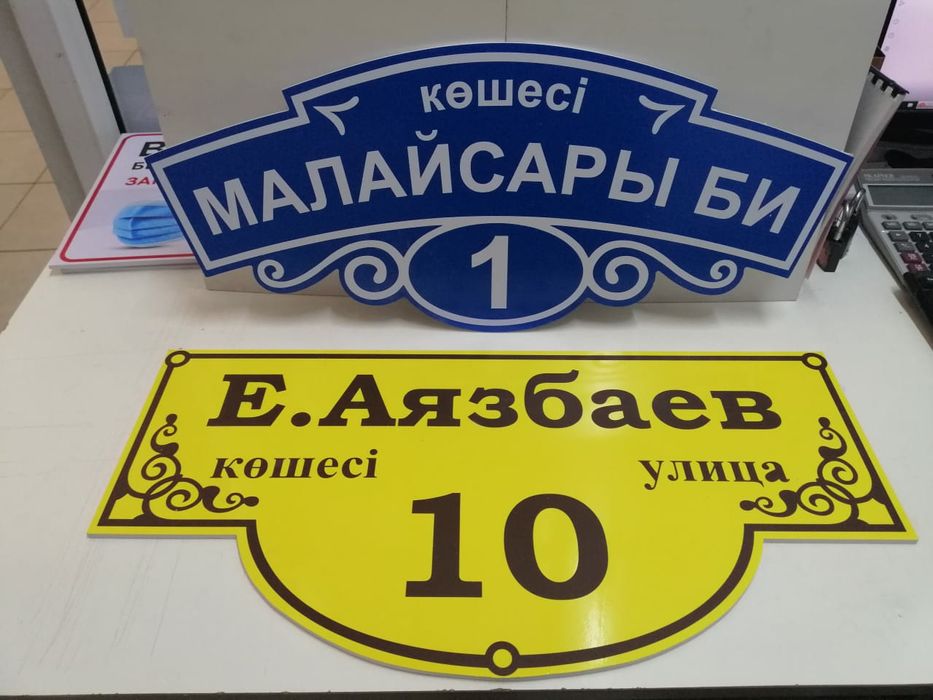 көшесі
МАЛАЙСАРЫ БИ
1
Е.Аязбаев
көшесі улица
10